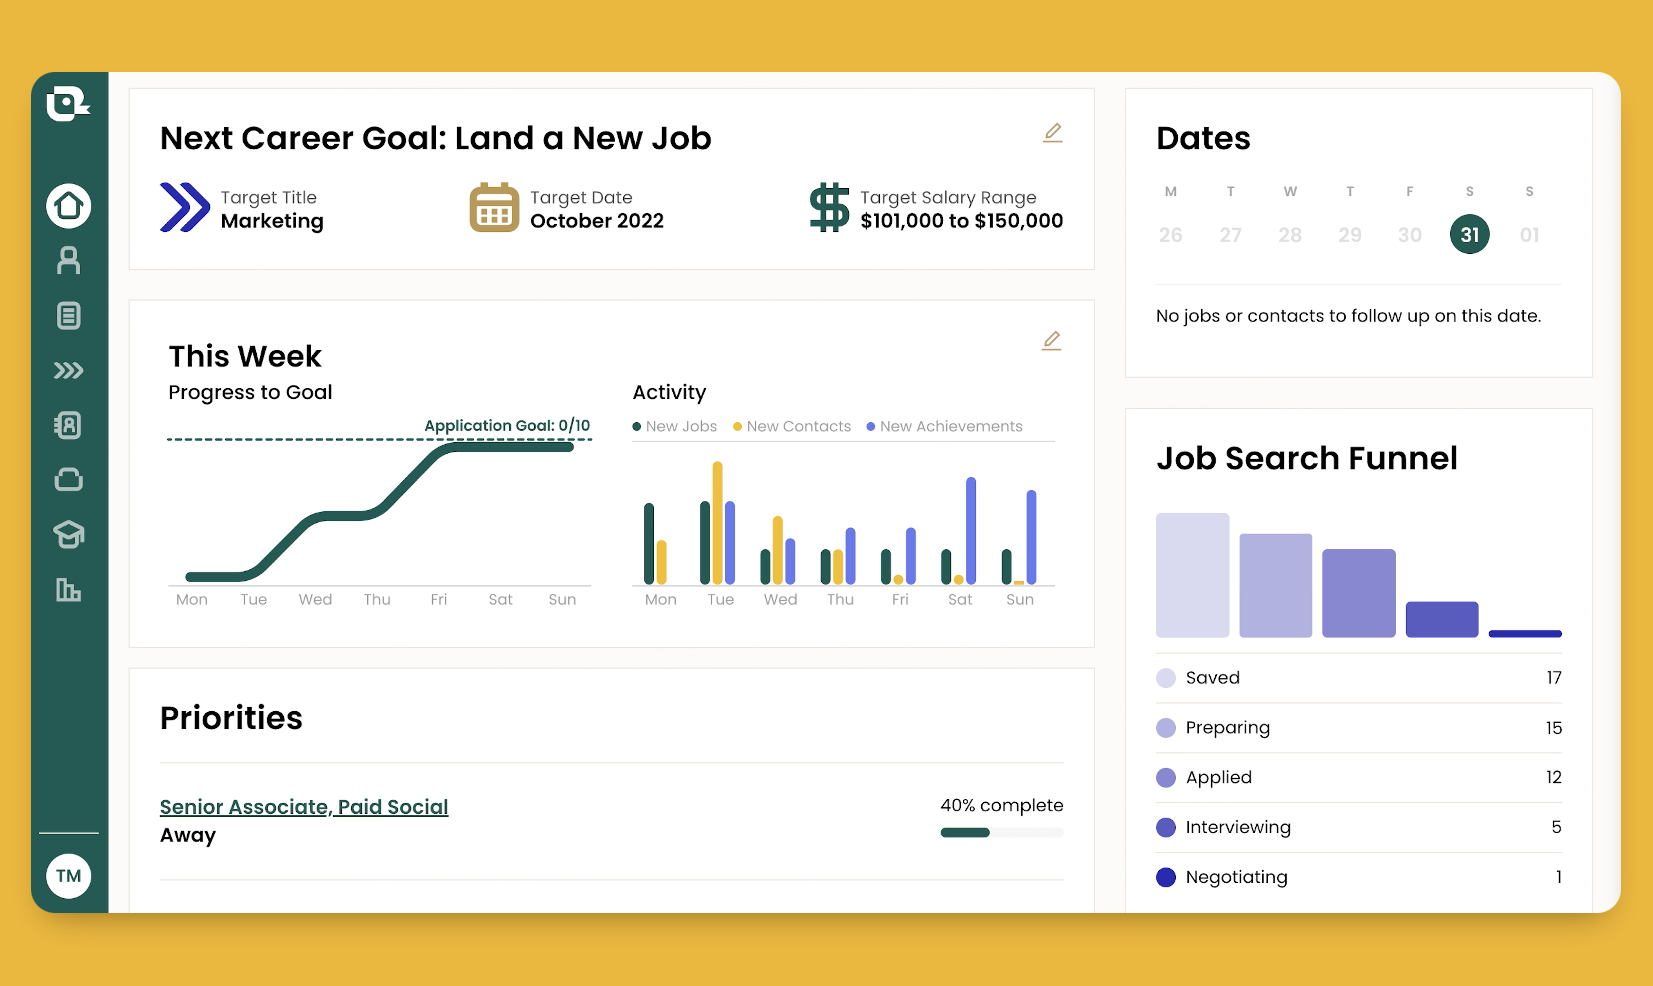 Next Career Goal: Land a New Job
Target Title
Marketing
Target Date
October 2022
Target Salary Range
$101,000 to $150,000
This Week
Progress to Goal
Application Goal: 0/10
Mon Tue Wed Thu Fri Sat Sun
Activity
New Jobs New Contacts New Achievements
Mon Tue Wed Thu Fri Sat Sun
Priorities
Senior Associate, Paid Social
Away
40% complete
TM
Dates
M T W T F S S
26 27 28 29 30 31 01
No jobs or contacts to follow up on this date.
Job Search Funnel
Saved 17
Preparing 15
Applied 12
Interviewing 5
Negotiating 1